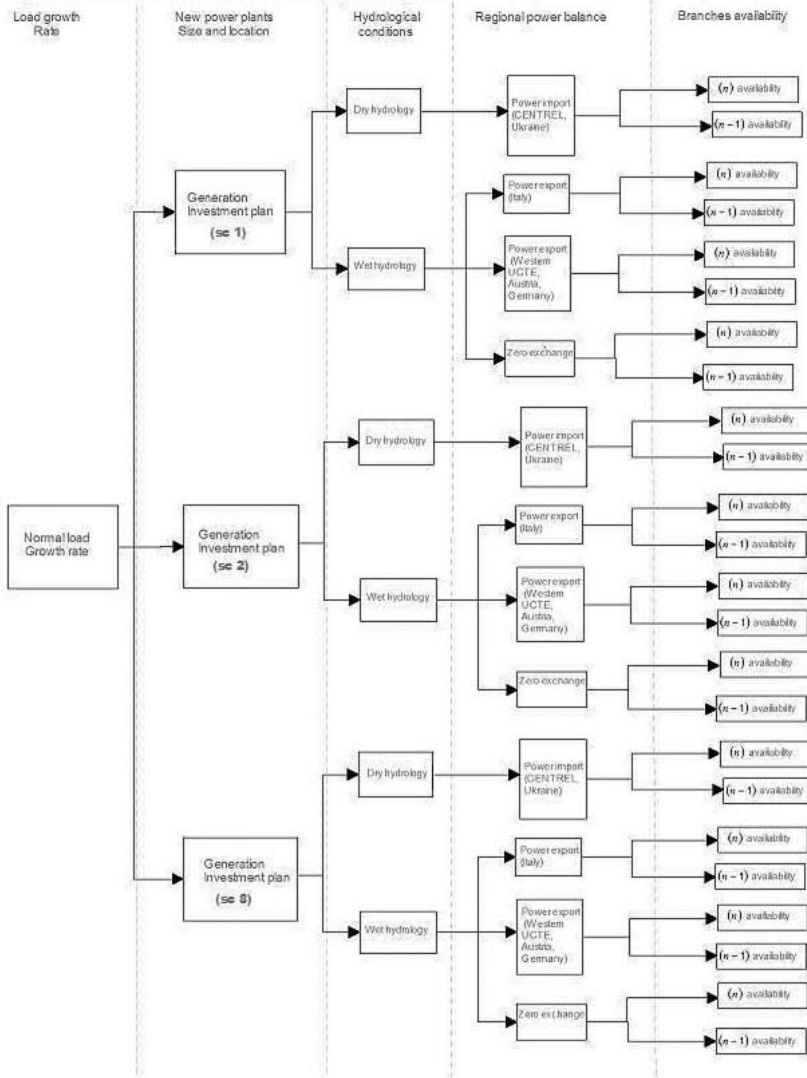 Load growth
Rate
New power plants
Size and location
Hydrological
conditions
Regional power balance
Branches availability
Dry hydrology
Power import
(CENTREL,
Ukraine)
(n) availability
(n – 1) availability
Generation
Investment plan
(sc 1)
Power export
(Italy)
(n) availability
(n – 1) availability
Wet hydrology
Power export
(Western
UCTE,
Austria,
Germany)
(n) availability
(n – 1) availability
Zero exchange
(n) availability
(n – 1) availability
Dry hydrology
Power import
(CENTREL,
Ukraine)
(n) availability
(n – 1) availability
Normal load
Growth rate
Generation
Investment plan
(sc 2)
Power export
(Italy)
(n) availability
(n – 1) availability
Wet hydrology
Power export
(Western
UCTE,
Austria,
Germany)
(n) availability
(n – 1) availability
Zero exchange
(n) availability
(n – 1) availability
Dry hydrology
Power import
(CENTREL,
Ukraine)
(n) availability
(n – 1) availability
Generation
Investment plan
(sc 8)
Power export
(Italy)
(n) availability
(n – 1) availability
Wet hydrology
Power export
(Western
UCTE,
Austria,
Germany)
(n) availability
(n – 1) availability
Zero exchange
(n) availability
(n – 1) availability